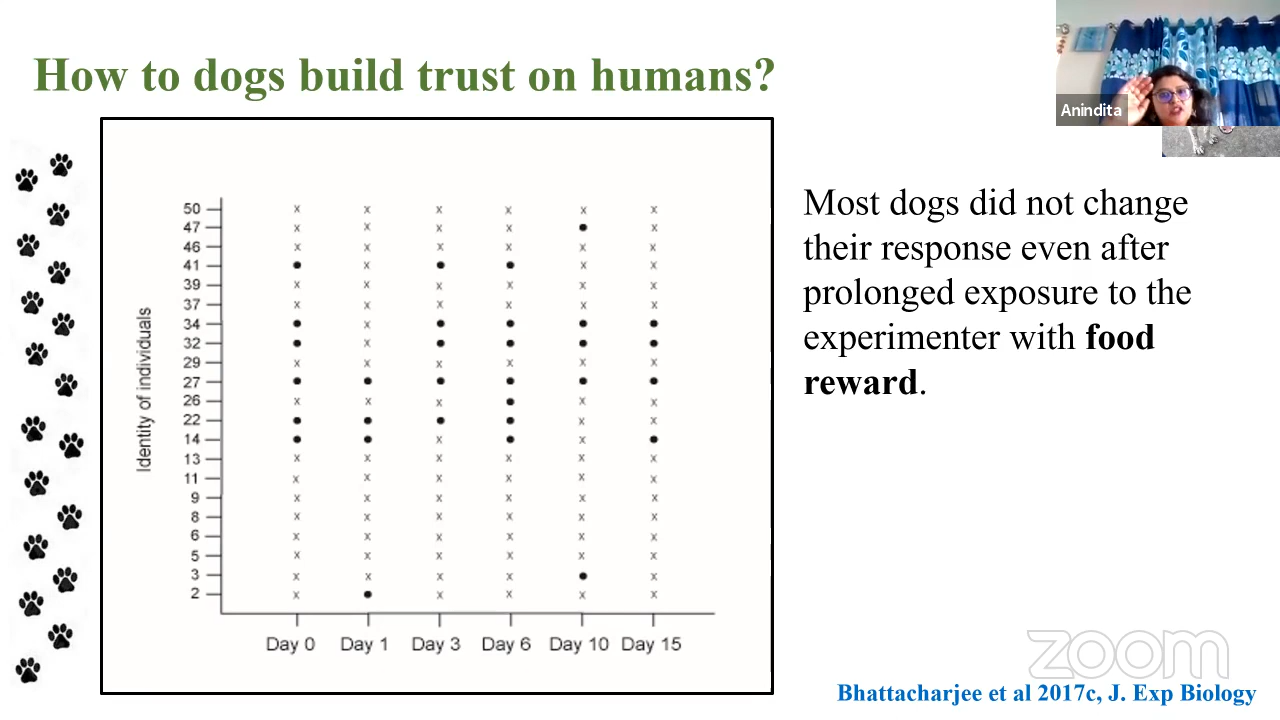 How to dogs build trust on humans?
Anindita
Most dogs did not change
their response even after
prolonged exposure to the
experimenter with food
reward.
Identity of individuals
50 x x x x x x
47 x x x x • x
46 x x x x x x
41 • x • • x x
39 x x x x x x
37 x x x x x x
34 • x • • • •
32 • x • • • •
29 x x x x x x
27 • • • • • •
26 x x x • x x
22 • • • • x x
14 • • x • x •
13 x x x x x x
11 x x x x x x
9 x x x x x x
8 x x x x x x
6 x x x x x x
5 x x x x x x
3 x x x x • x
2 x • x x x x
Day 0 Day 1 Day 3 Day 6 Day 10 Day 15
zoom
Bhattacharjee et al 2017c, J. Exp Biology